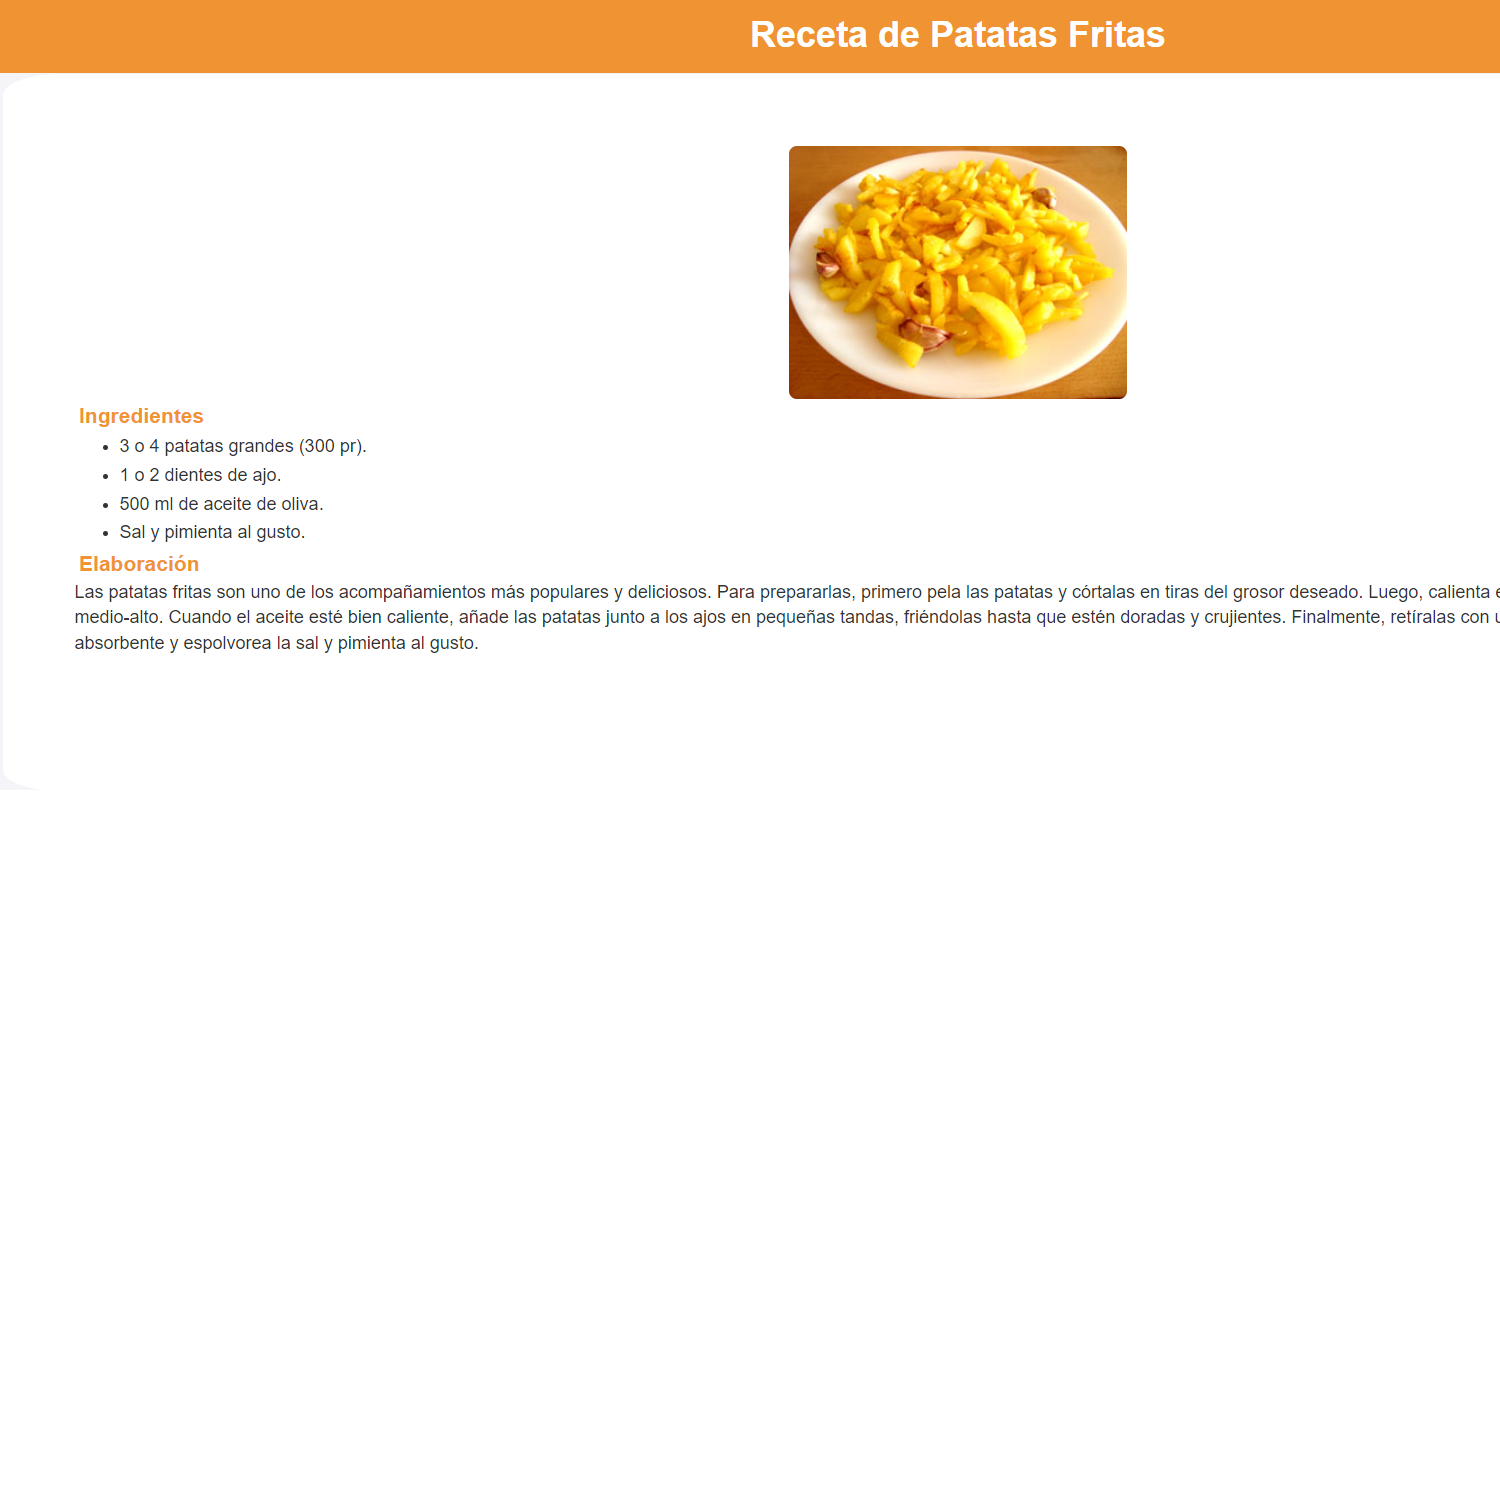 Receta de Patatas Fritas
Ingredientes
3 o 4 patatas grandes (300 pr).
1 o 2 dientes de ajo.
500 ml de aceite de oliva.
Sal y pimienta al gusto.
Elaboración
Las patatas fritas son uno de los acompañamientos más populares y deliciosos. Para prepararlas, primero pela las patatas y córtalas en tiras del grosor deseado. Luego, calienta
medio-alto. Cuando el aceite esté bien caliente, añade las patatas junto a los ajos en pequeñas tandas, friéndolas hasta que estén doradas y crujientes. Finalmente, retíralas con
absorbente y espolvorea la sal y pimienta al gusto.